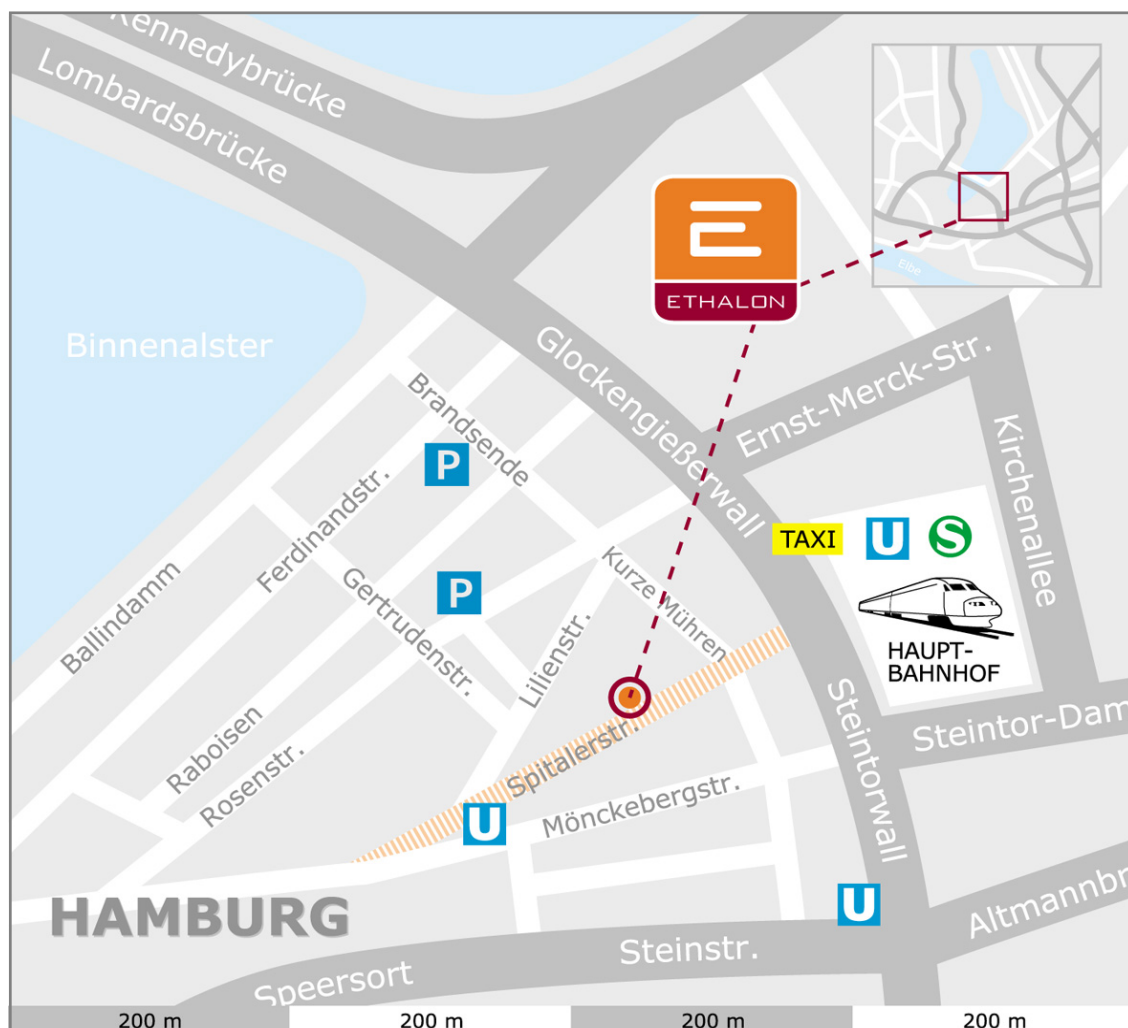 Kennedybrücke
Lombardsbrücke
Elbe
E
ETHALON
Binnenalster
Glockengießerwall
Ernst-Merck-Str.
Brandsende
Kirchenallee
P
Ferdinandstr.
TAXI
U
S
Ballindamm
Gertrudenstr.
P
Kurze Mühren
Lilienstr.
HAUPT-
BAHNHOF
Raboisen
Rosenstr.
Spitalerstr.
Steintorwall
Steintor-Dam
U
Mönckebergstr.
HAMBURG
U
Altmannbr
Steinstr.
Speersort
200 m
200 m
200 m
200 m